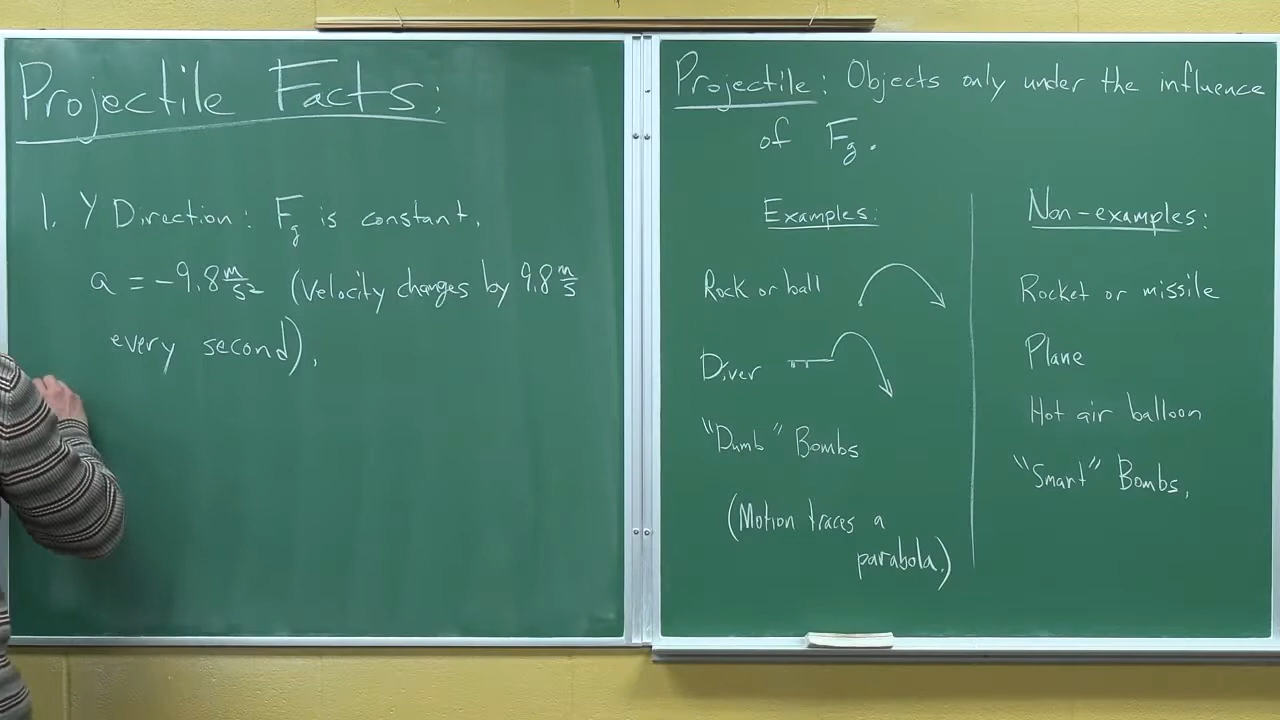 Projectile Facts:
1. Y Direction: Fg is constant.
a = -9.8 m/s² (Velocity changes by 9.8 m/s
every second).
Projectile: Objects only under the influence
of Fg.
Examples:
Rock or ball
Diver
"Dumb" Bombs
(Motion traces a
parabola.)
Non-examples:
Rocket or missile
Plane
Hot air balloon
"Smart" Bombs.